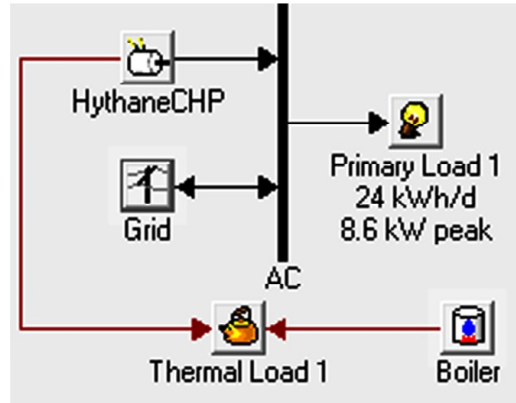 HythaneCHP
Primary Load 1
24 kWh/d
8.6 kW peak
Grid
AC
Thermal Load 1
Boiler